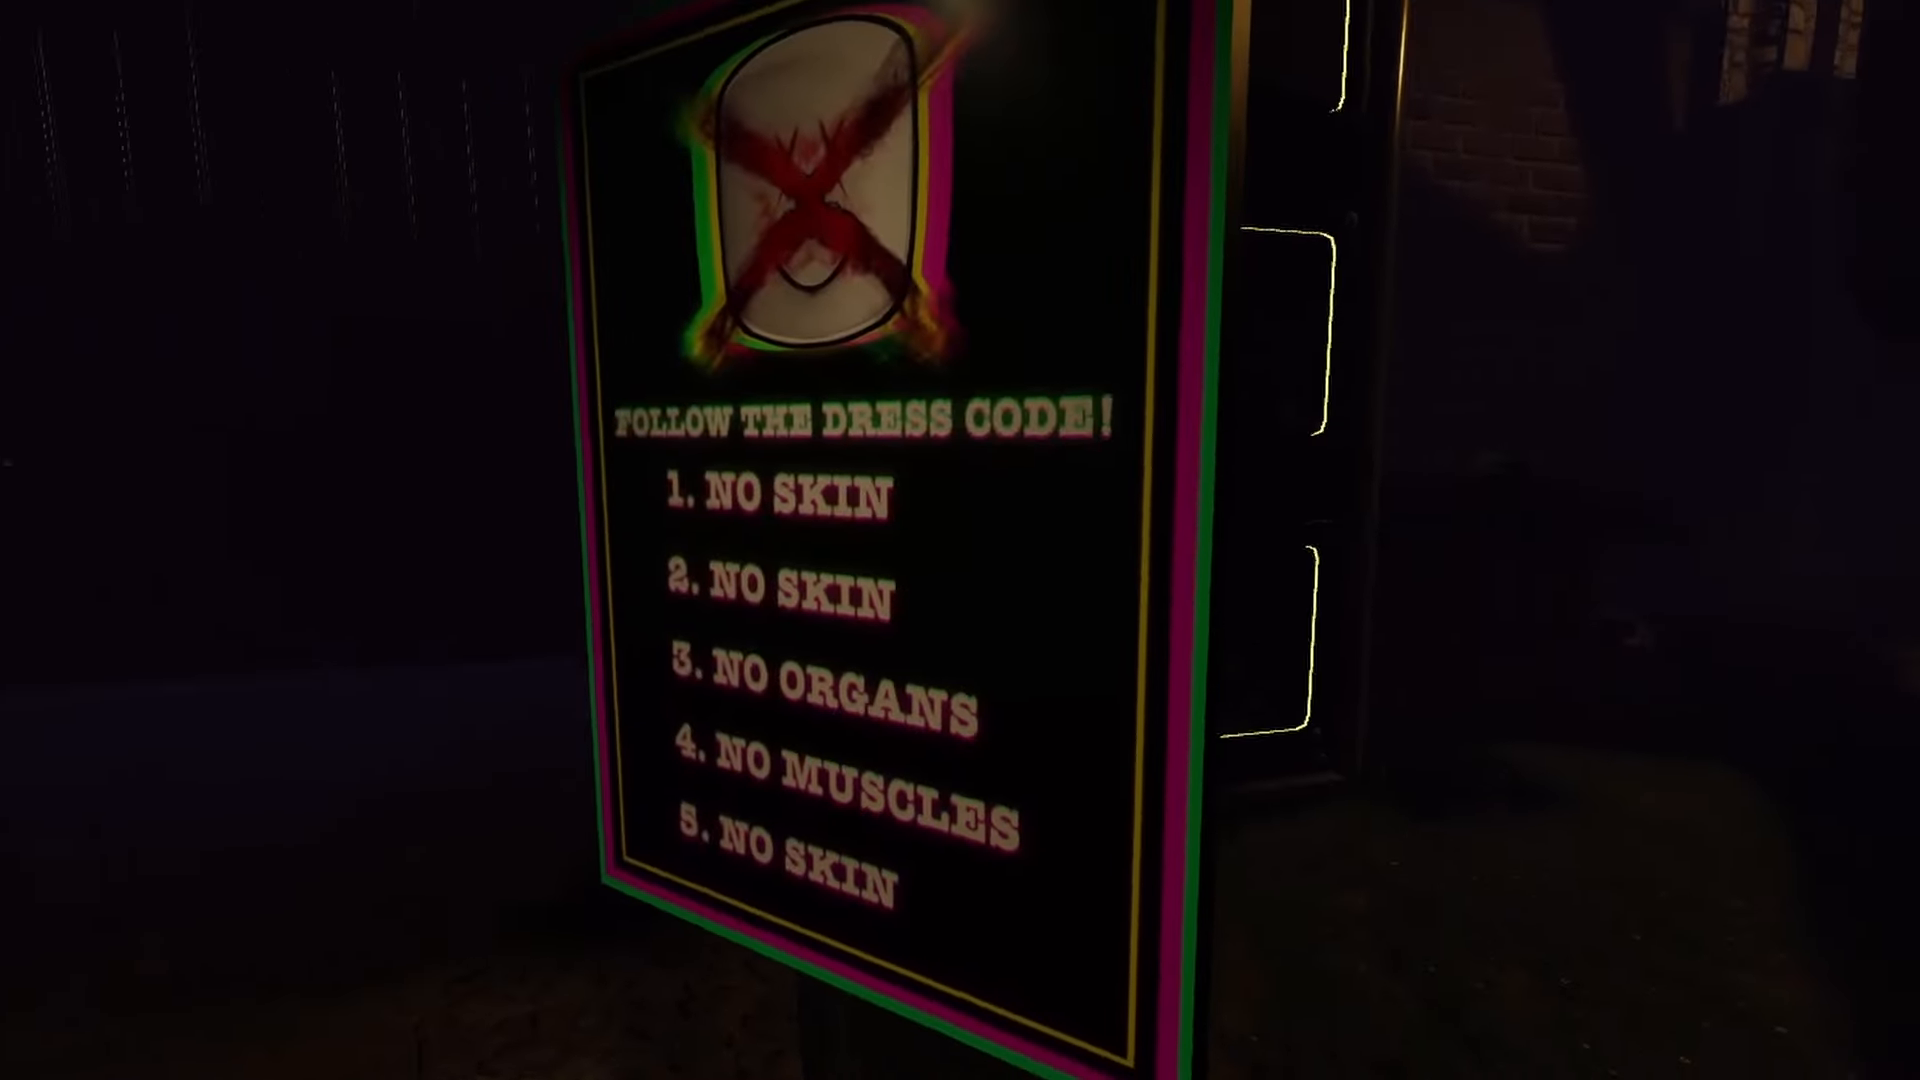 FOLLOW THE DRESS CODE!
1. NO SKIN
2. NO SKIN
3. NO ORGANS
4. NO MUSCLES
5. NO SKIN